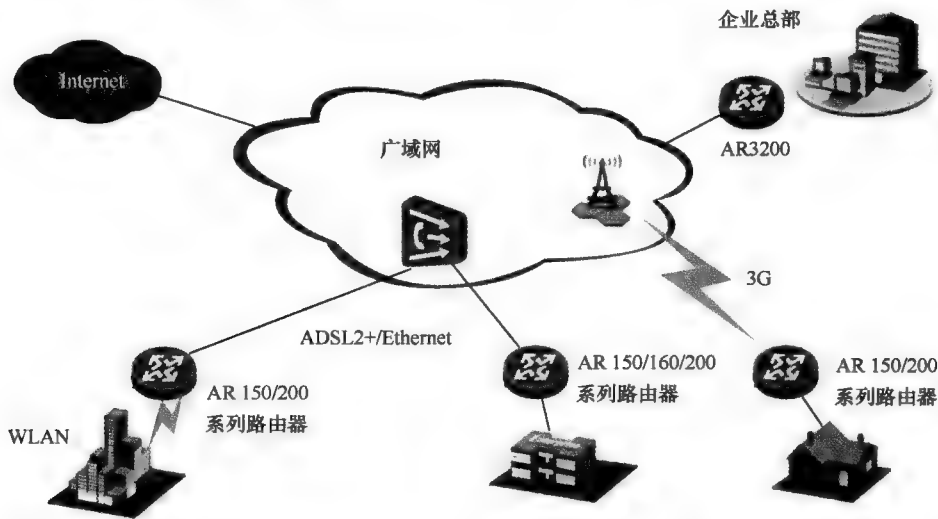 企业总部
Internet
广域网
AR3200
3G
ADSL2+/Ethernet
AR 150/200
系列路由器
AR 150/160/200
系列路由器
AR 150/200
系列路由器
WLAN